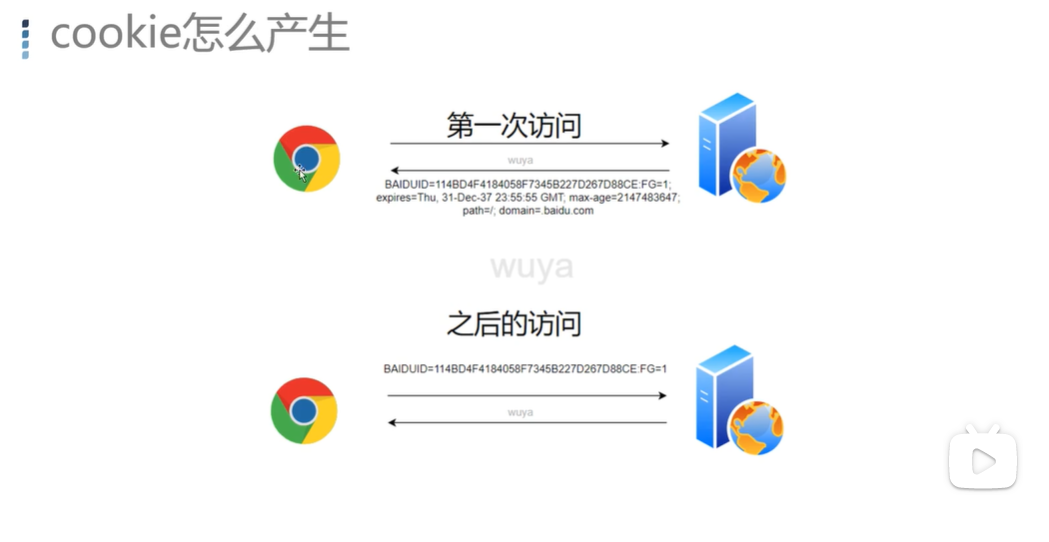 cookie怎么产生
第一次访问
wuya
BAIDUID=114BD4F4184058F7345B227D267D88CE:FG=1;
expires=Thu, 31-Dec-37 23:55:55 GMT; max-age=2147483647;
path=/; domain=.baidu.com
wuya
之后的访问
BAIDUID=114BD4F4184058F7345B227D267D88CE:FG=1
wuya